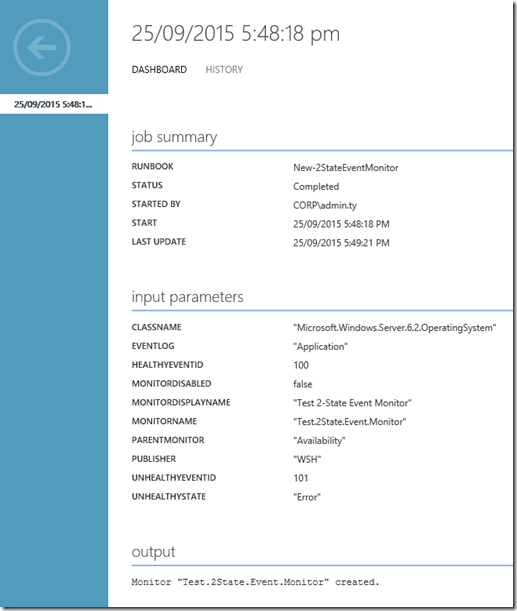 25/09/2015 5:48:18 pm
DASHBOARD HISTORY
25/09/2015 5:48:1...
job summary
RUNBOOK New-2StateEventMonitor
STATUS Completed
STARTED BY CORP\admin.ty
START 25/09/2015 5:48:18 PM
LAST UPDATE 25/09/2015 5:49:21 PM
input parameters
CLASSNAME "Microsoft.Windows.Server.6.2.OperatingSystem"
EVENTLOG "Application"
HEALTHYEVENTID 100
MONITORDISABLED false
MONITORDISPLAYNAME "Test 2-State Event Monitor"
MONITORNAME "Test.2State.Event.Monitor"
PARENTMONITOR "Availability"
PUBLISHER "WSH"
UNHEALTHYEVENTID 101
UNHEALTHYSTATE "Error"
output
Monitor "Test.2State.Event.Monitor" created.